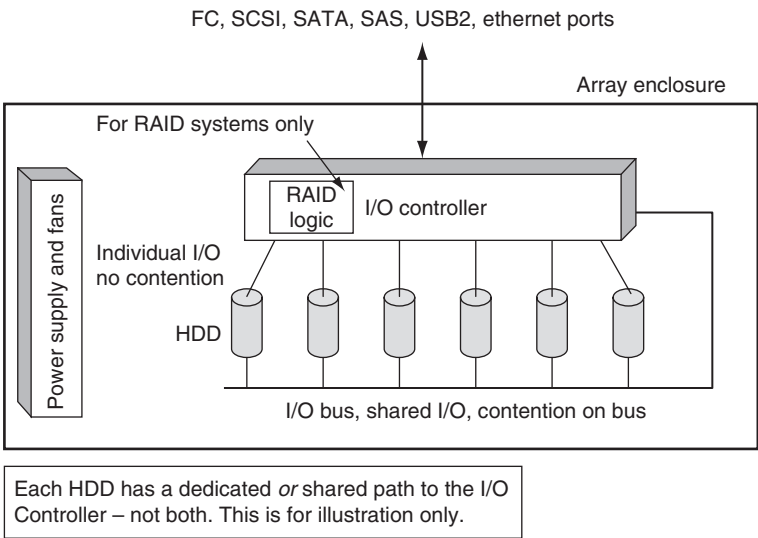 FC, SCSI, SATA, SAS, USB2, ethernet ports
Array enclosure
For RAID systems only
RAID
logic
I/O controller
Power supply and fans
Individual I/O
no contention
HDD
I/O bus, shared I/O, contention on bus
Each HDD has a dedicated or shared path to the I/O
Controller – not both. This is for illustration only.